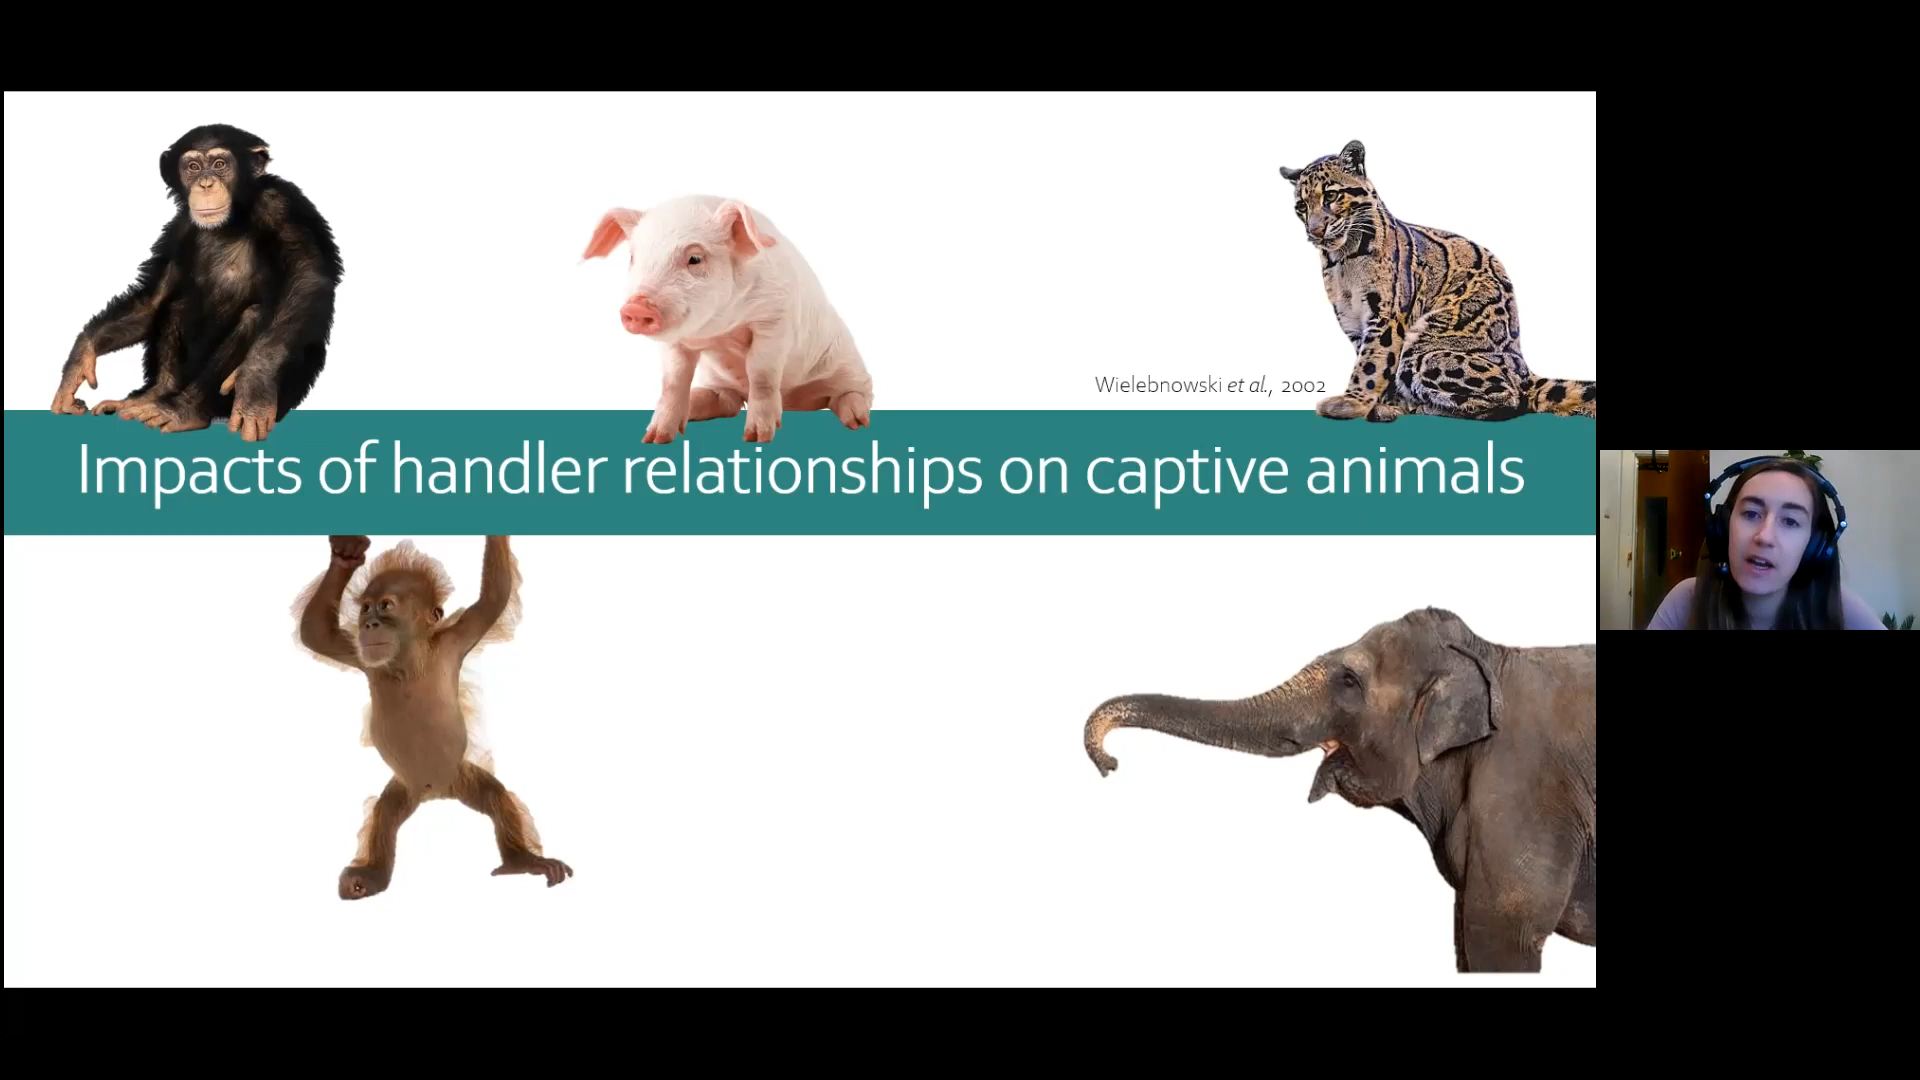 Wielebnowski et al., 2002
Impacts of handler relationships on captive animals